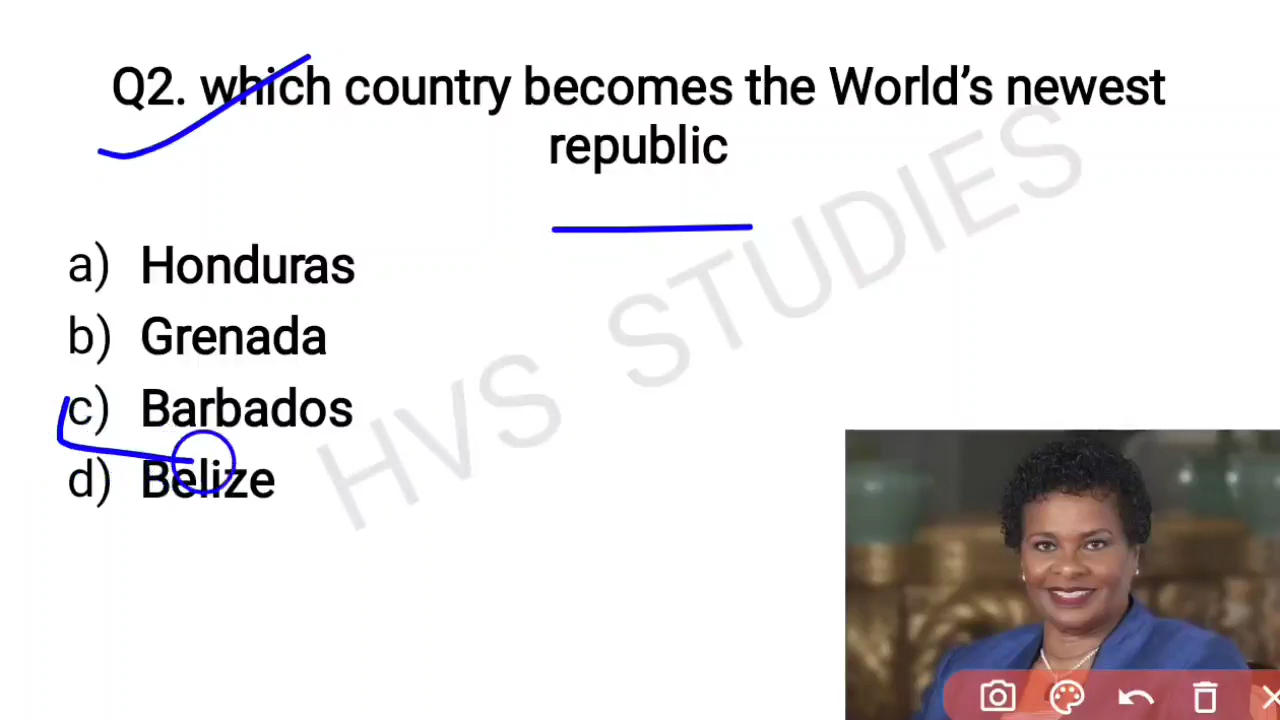 Q2. which country becomes the World’s newest
republic
a) Honduras
b) Grenada
c) Barbados
d) Belize
HVS STUDIES